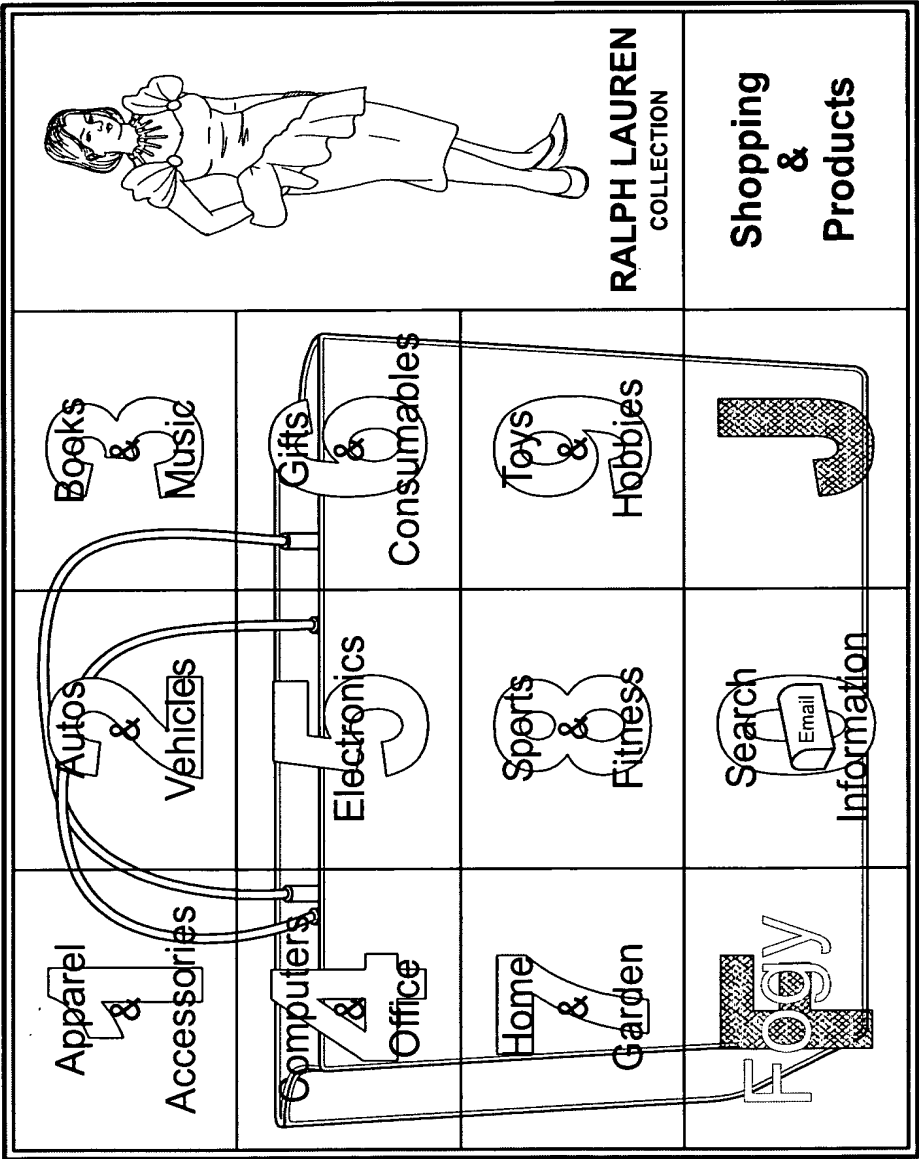 1
Apparel
&
Accessories
2
Autos
&
Vehicles
3
Books
&
Music
4
Computers
&
Office
5
Electronics
6
Gifts
&
Consumables
7
Home
&
Garden
8
Sports
&
Fitness
9
Toys
&
Hobbies
RALPH LAUREN
COLLECTION
F
Fogy
0
Search
Email
Information
J
Shopping
&
Products